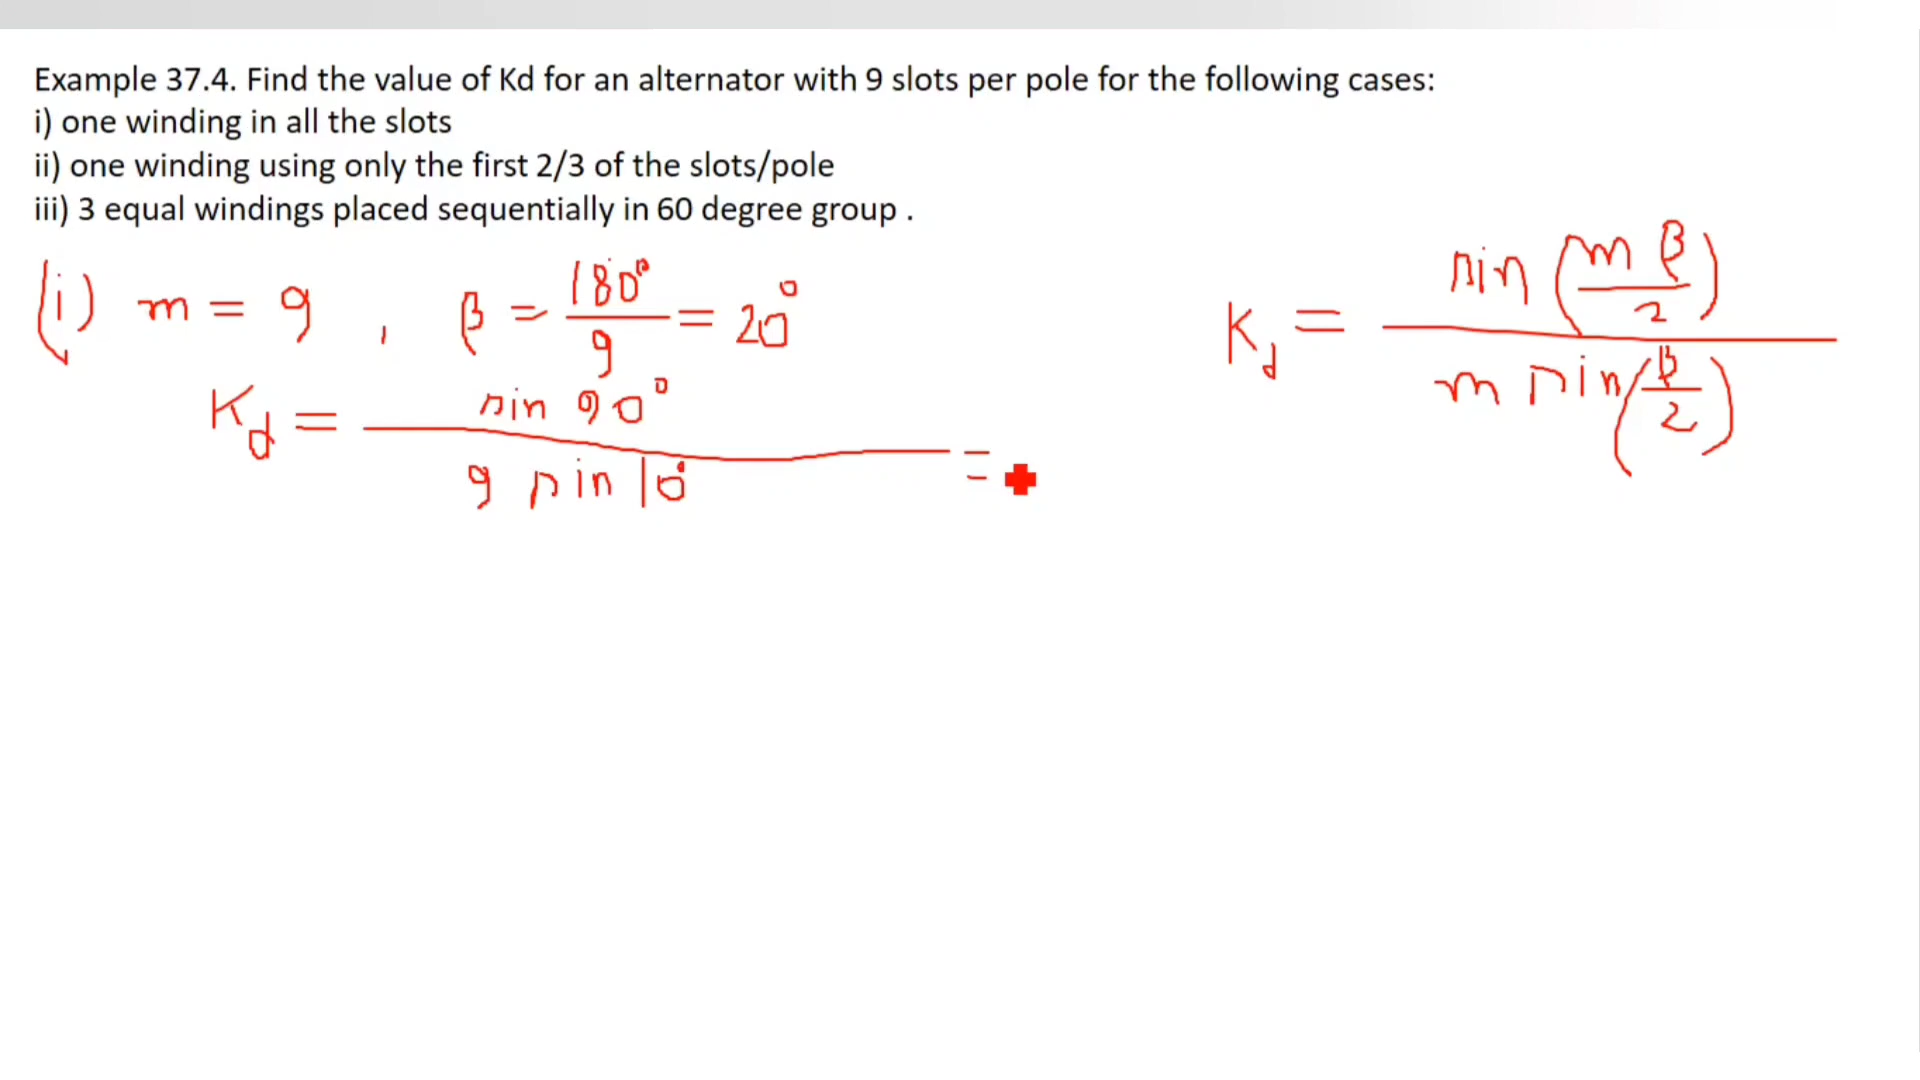 Example 37.4. Find the value of Kd for an alternator with 9 slots per pole for the following cases:
i) one winding in all the slots
ii) one winding using only the first 2/3 of the slots/pole
iii) 3 equal windings placed sequentially in 60 degree group .
(i) m = 9 , β = 180° / 9 = 20°
K_d = sin 90° / 9 sin 10° =
K_d = sin (m β / 2) / m sin (β / 2)